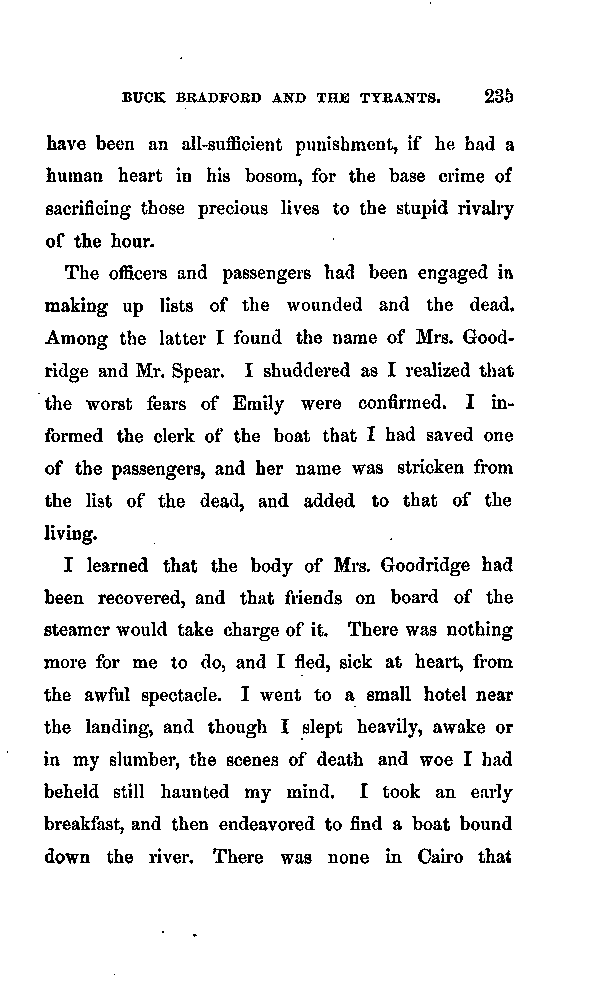 BUCK BRADFORD AND THE TYRANTS. 235
have been an all-sufficient punishment, if he had a
human heart in his bosom, for the base crime of
sacrificing those precious lives to the stupid rivalry
of the hour.
The officers and passengers had been engaged in
making up lists of the wounded and the dead.
Among the latter I found the name of Mrs. Good-
ridge and Mr. Spear. I shuddered as I realized that
the worst fears of Emily were confirmed. I in-
formed the clerk of the boat that I had saved one
of the passengers, and her name was stricken from
the list of the dead, and added to that of the
living.
I learned that the body of Mrs. Goodridge had
been recovered, and that friends on board of the
steamer would take charge of it. There was nothing
more for me to do, and I fled, sick at heart, from
the awful spectacle. I went to a small hotel near
the landing, and though I slept heavily, awake or
in my slumber, the scenes of death and woe I had
beheld still haunted my mind. I took an early
breakfast, and then endeavored to find a boat bound
down the river. There was none in Cairo that